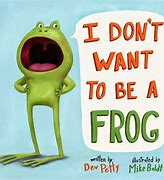 I DON'T
WANT
TO BE A
FROG
written by
Dev Petty
illustrated by
Mike Boldt